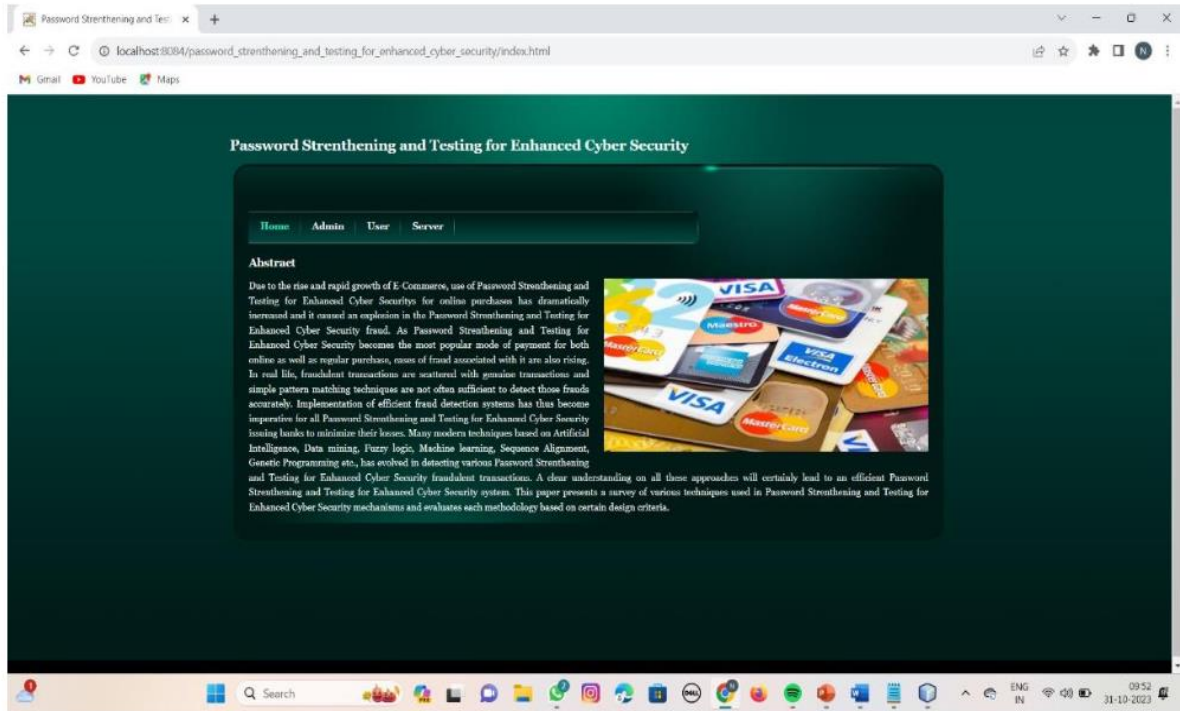 Password Strenthening and Test
localhost:8084/password_strenthening_and_testing_for_enhanced_cyber_security/index.html
N
Gmail YouTube Maps
Password Strenthening and Testing for Enhanced Cyber Security
Home Admin User Server
Abstract
Due to the rise and rapid growth of E-Commerce, use of Password Strenthening and
Testing for Enhanced Cyber Securitys for online purchases has dramatically
increased and it caused an explosion in the Password Strenthening and Testing for
Enhanced Cyber Security fraud. As Password Strenthening and Testing for
Enhanced Cyber Security becomes the most popular mode of payment for both
online as well as regular purchase, cases of fraud associated with it are also rising.
In real life, fraudulent transactions are scattered with genuine transactions and
simple pattern matching techniques are not often sufficient to detect those frauds
accurately. Implementation of efficient fraud detection systems has thus become
imperative for all Password Strenthening and Testing for Enhanced Cyber Security
issuing banks to minimize their losses. Many modern techniques based on Artificial
Intelligence, Data mining, Fuzzy logic, Machine learning, Sequence Alignment,
Genetic Programming etc., has evolved in detecting various Password Strenthening
and Testing for Enhanced Cyber Security fraudulent transactions. A clear understanding on all these approaches will certainly lead to an efficient Password
Strenthening and Testing for Enhanced Cyber Security system. This paper presents a survey of various techniques used in Password Strenthening and Testing for
Enhanced Cyber Security mechanisms and evaluates each methodology based on certain design criteria.
VISA
Maestro
MasterCard
MasterCard
VISA
Electron
VISA
MasterCard
Search
DELL
ENG
IN
09:52
31-10-2023